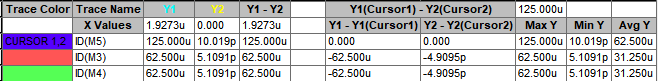 Trace Color Trace Name Y1 Y2 Y1 - Y2 Y1(Cursor1) - Y2(Cursor2) 125.000u
X Values 1.9273u 0.000 1.9273u Y1 - Y1(Cursor1) Y2 - Y2(Cursor2) Max Y Min Y Avg Y
CURSOR 1,2 ID(M5) 125.000u 10.019p 125.000u 0.000 0.000 125.000u 10.019p 62.500u
ID(M3) 62.500u 5.1091p 62.500u -62.500u -4.9095p 62.500u 5.1091p 31.250u
ID(M4) 62.500u 5.1091p 62.500u -62.500u -4.9095p 62.500u 5.1091p 31.250u